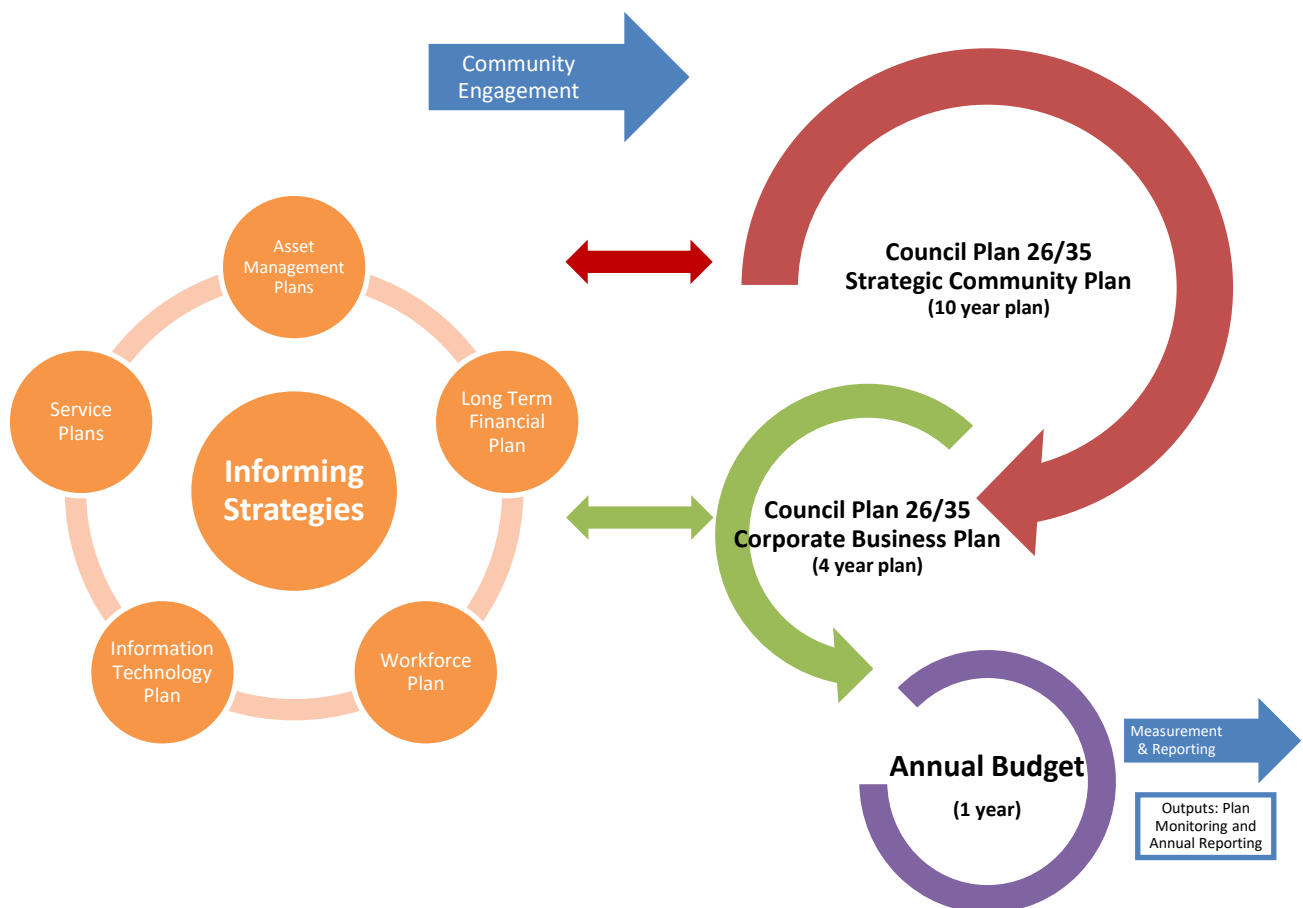 Community
Engagement
Asset
Management
Plans
Council Plan 26/35
Strategic Community Plan
(10 year plan)
Service
Plans
Long Term
Financial
Plan
Informing
Strategies
Council Plan 26/35
Corporate Business Plan
(4 year plan)
Information
Technology
Plan
Workforce
Plan
Annual Budget
(1 year)
Measurement
& Reporting
Outputs: Plan
Monitoring and
Annual Reporting